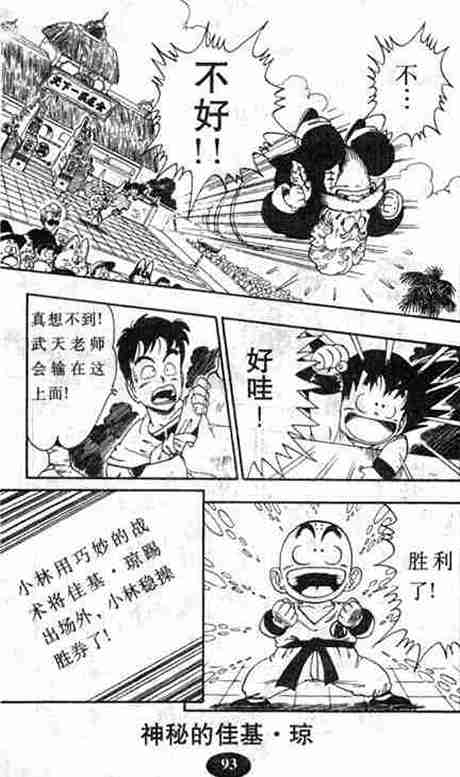 不…
不好!!
天下一武道会
好哇!
真想不到!
武天老师
会输在这
上面!
胜利
了!
小林用巧妙的战
术将佳基·琼踢
出场外,小林稳操
胜券了!
神秘的佳基·琼
93